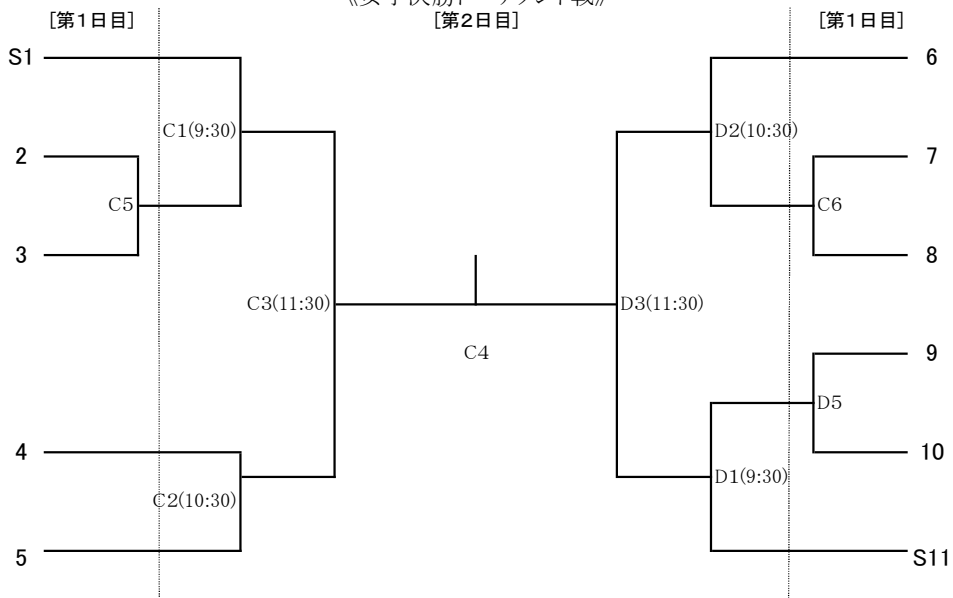 [第１日目]
[第２日目]
[第１日目]
S1
6
C1(9:30)
D2(10:30)
2
7
C5
C6
3
8
C3(11:30)
D3(11:30)
C4
9
D5
4
10
C2(10:30)
D1(9:30)
5
S11